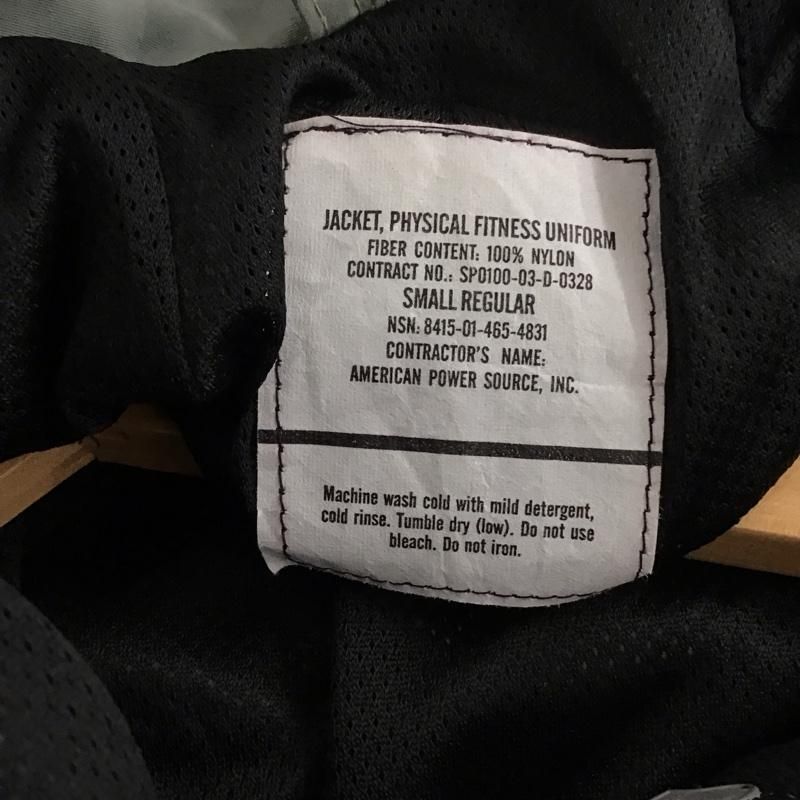 JACKET, PHYSICAL FITNESS UNIFORM
FIBER CONTENT: 100% NYLON
CONTRACT NO.: SPO100-03-D-0328
SMALL REGULAR
NSN: 8415-01-465-4831
CONTRACTOR'S NAME:
AMERICAN POWER SOURCE, INC.
Machine wash cold with mild detergent,
cold rinse. Tumble dry (low). Do not use
bleach. Do not iron.